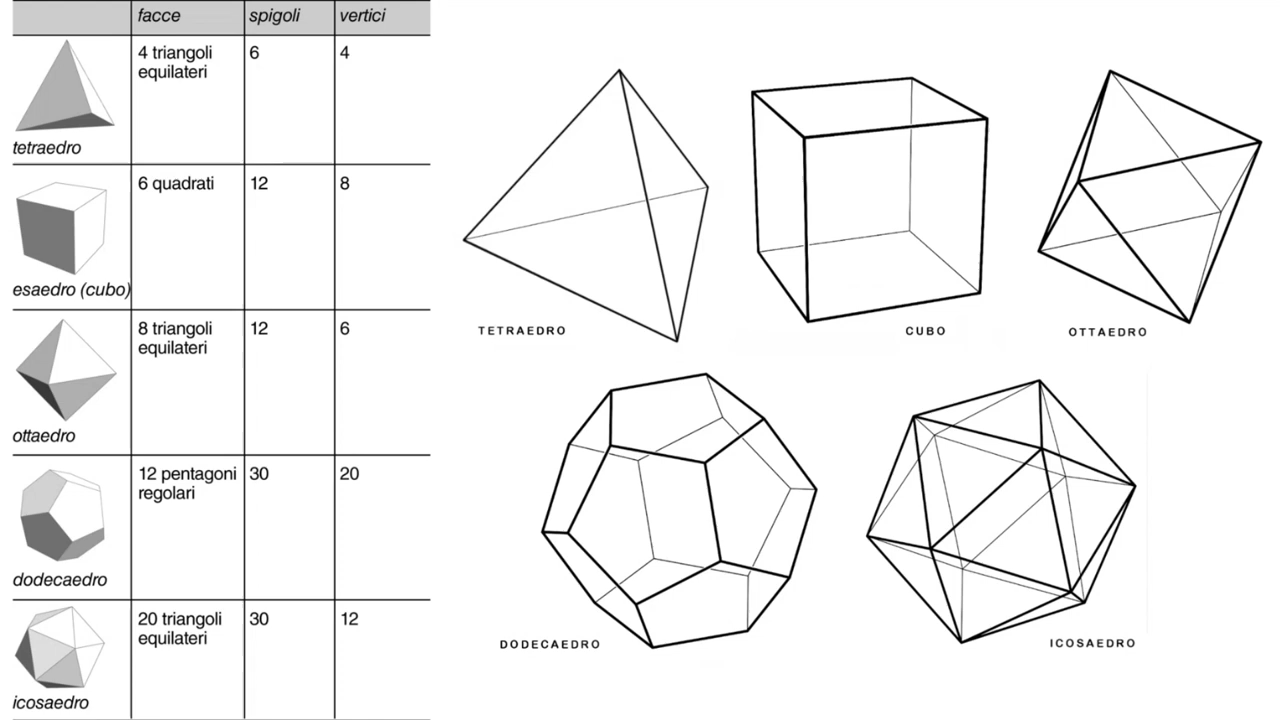 facce spigoli vertici
4 triangoli 6 4
equilateri
tetraedro
6 quadrati 12 8
esaedro (cubo)
8 triangoli 12 6
equilateri
ottaedro
12 pentagoni 30 20
regolari
dodecaedro
20 triangoli 30 12
equilateri
icosaedro
TETRAEDRO
CUBO
OTTAEDRO
DODECAEDRO
ICOSAEDRO